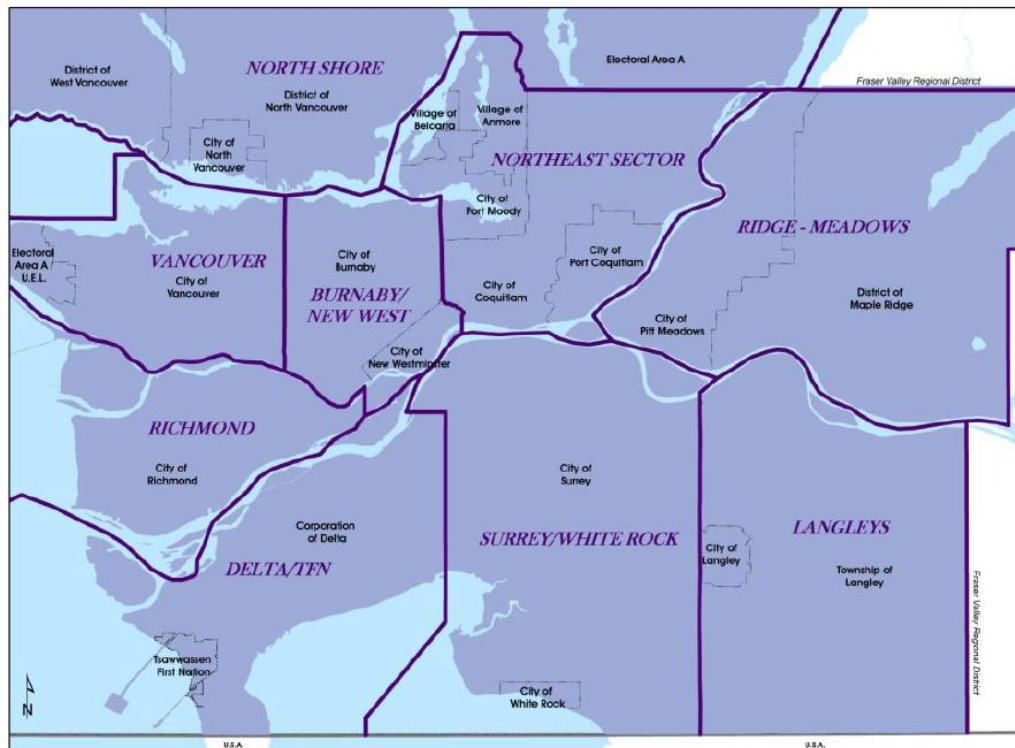 District of
West Vancouver
NORTH SHORE
District of
North Vancouver
Electoral Area A
Fraser Valley Regional District
City of
North
Vancouver
Village of
Belcarra
Village of
Anmore
NORTHEAST SECTOR
City of
Port Moody
RIDGE - MEADOWS
Electoral
Area A
U.E.L.
VANCOUVER
City of
Vancouver
City of
Burnaby
BURNABY/
NEW WEST
City of
Port Coquitlam
City of
Coquitlam
District of
Maple Ridge
City of
Pitt Meadows
City of
New Westminster
RICHMOND
City of
Richmond
City of
Surrey
Corporation
of Delta
SURREY/WHITE ROCK
LANGLEYS
City of
Langley
DELTA/TFN
Township of
Langley
Fraser Valley Regional District
Tsawwassen
First Nation
City of
White Rock
N
U.S.A.
U.S.A.